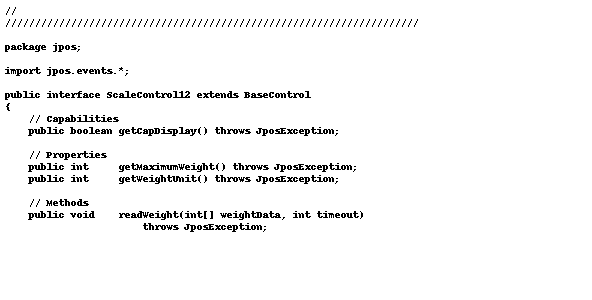 //
/////////////////////////////////////////////////////////////////////
package jpos;
import jpos.events.*;
public interface ScaleControl12 extends BaseControl
{
    // Capabilities
    public boolean getCapDisplay() throws JposException;
    // Properties
    public int     getMaximumWeight() throws JposException;
    public int     getWeightUnit() throws JposException;
    // Methods
    public void    readWeight(int[] weightData, int timeout)
                       throws JposException;